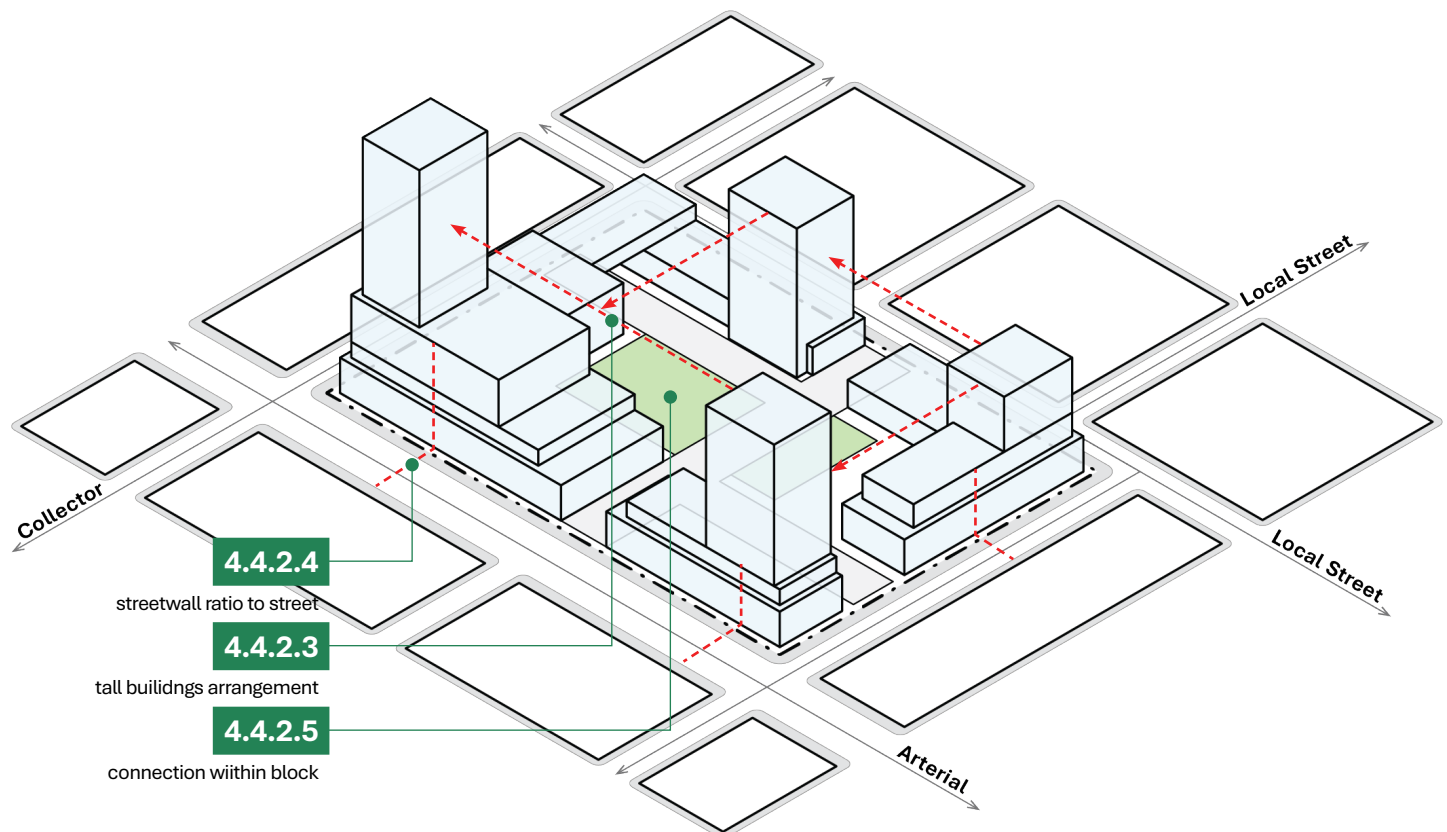 Local Street
Collector
Local Street
4.4.2.4
streetwall ratio to street
4.4.2.3
tall builidngs arrangement
4.4.2.5
connection wiithin block
Arterial